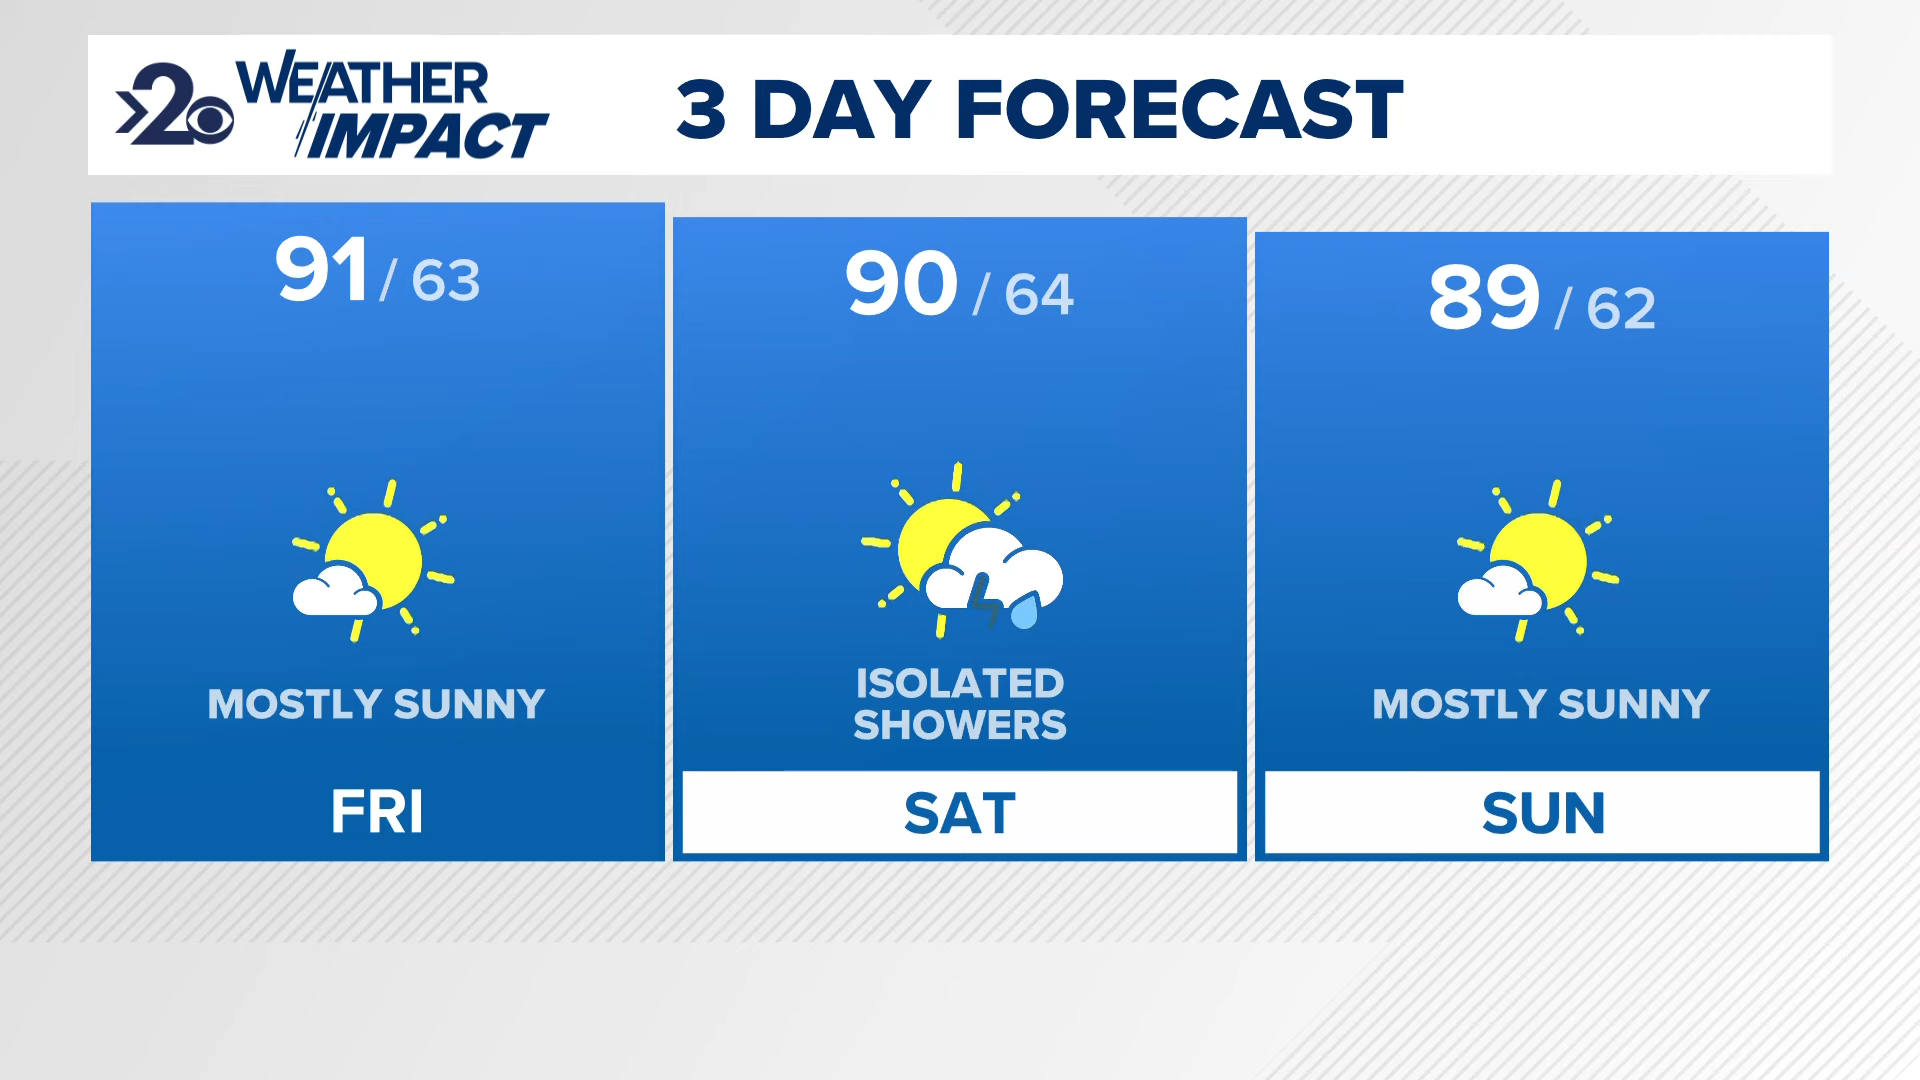 2 WEATHER
IMPACT
3 DAY FORECAST
91 / 63
MOSTLY SUNNY
FRI
90 / 64
ISOLATED
SHOWERS
SAT
89 / 62
MOSTLY SUNNY
SUN